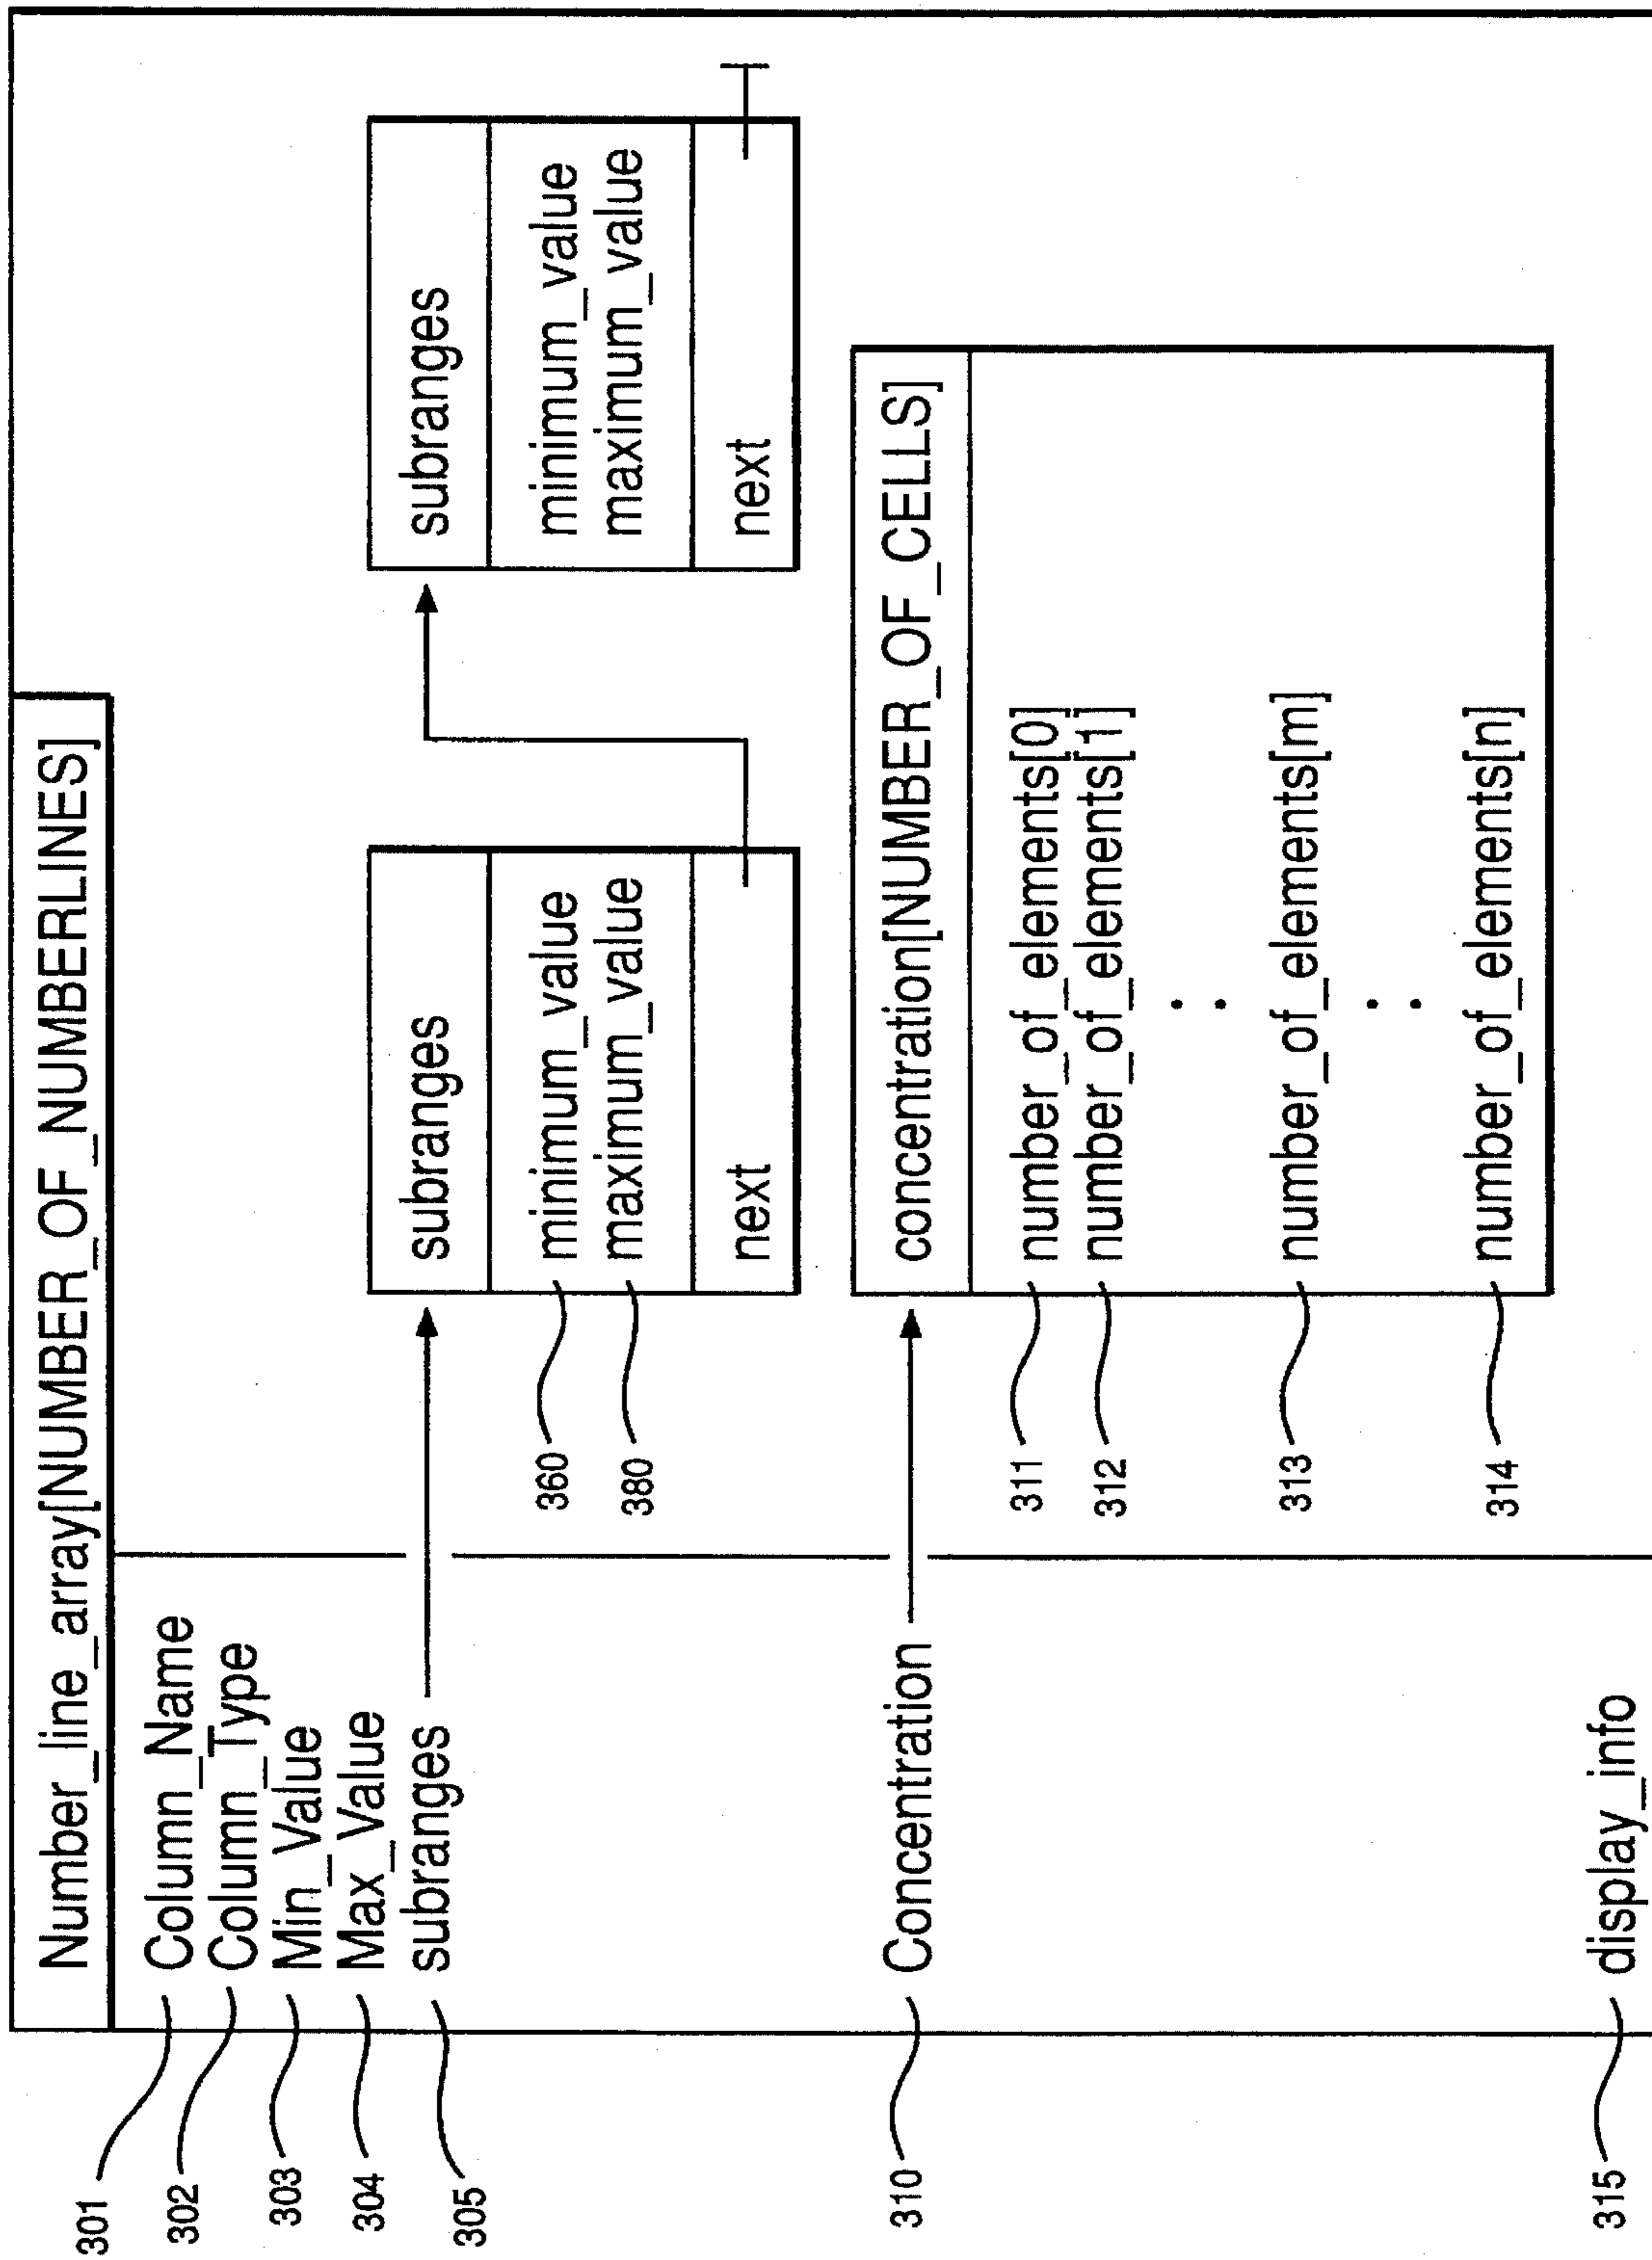 Number_line_array[NUMBER_OF_NUMBERLINES]
301 Column_Name
302 Column_Type
303 Min_Value
304 Max_Value
305 subranges
subranges
360 minimum_value
380 maximum_value
next
subranges
minimum_value
maximum_value
next
310 Concentration
concentration[NUMBER_OF_CELLS]
311 number_of_elements[0]
312 number_of_elements[1]
313 number_of_elements[m]
314 number_of_elements[n]
315 display_info